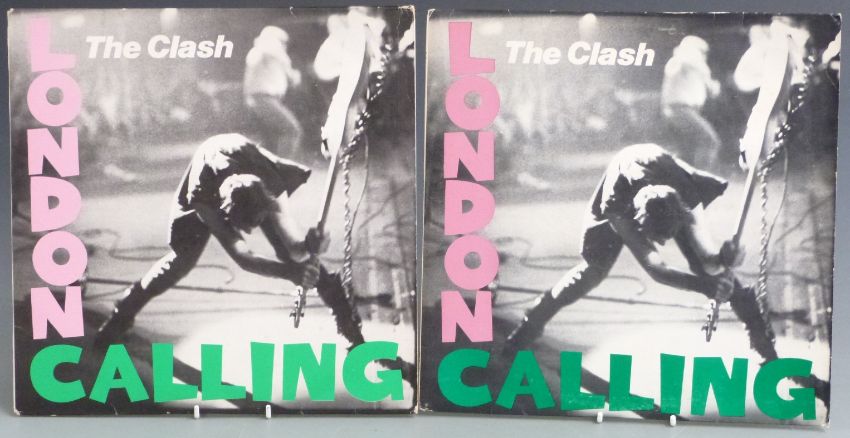 The Clash
LONDON
CALLING
The Clash
LONDON
CALLING